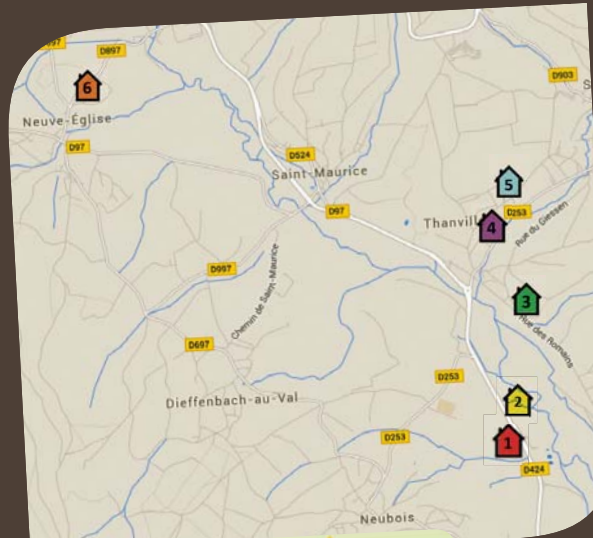 D897
D903
6
Neuve-Église
D97
D524
Saint-Maurice
5
D97
D253
Thanvill
4
Rue du Giessen
D997
Chemin de Saint-Maurice
3
Rue des Romains
D697
D253
Dieffenbach-au-Val
2
D253
1
D424
Neubois